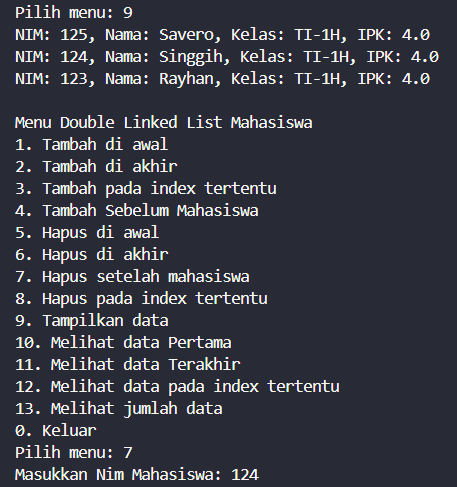 Pilih menu: 9
NIM: 125, Nama: Savero, Kelas: TI-1H, IPK: 4.0
NIM: 124, Nama: Singgih, Kelas: TI-1H, IPK: 4.0
NIM: 123, Nama: Rayhan, Kelas: TI-1H, IPK: 4.0
Menu Double Linked List Mahasiswa
1. Tambah di awal
2. Tambah di akhir
3. Tambah pada index tertentu
4. Tambah Sebelum Mahasiswa
5. Hapus di awal
6. Hapus di akhir
7. Hapus setelah mahasiswa
8. Hapus pada index tertentu
9. Tampilkan data
10. Melihat data Pertama
11. Melihat data Terakhir
12. Melihat data pada index tertentu
13. Melihat jumlah data
0. Keluar
Pilih menu: 7
Masukkan Nim Mahasiswa: 124